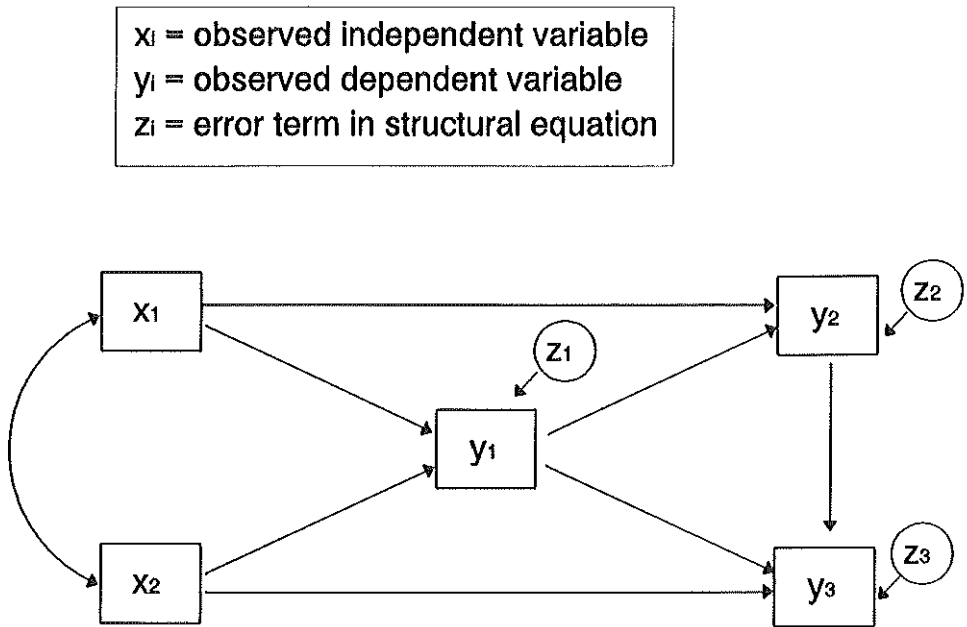 xi = observed independent variable
yi = observed dependent variable
zi = error term in structural equation
x1
y2
z2
z1
y1
x2
y3
z3